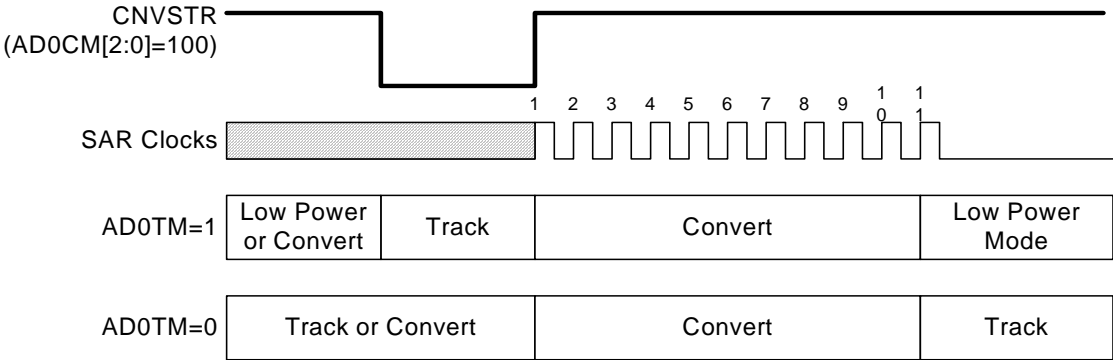 CNVSTR
(AD0CM[2:0]=100)
1 2 3 4 5 6 7 8 9 10 11
SAR Clocks
AD0TM=1
Low Power
or Convert
Track
Convert
Low Power
Mode
AD0TM=0
Track or Convert
Convert
Track